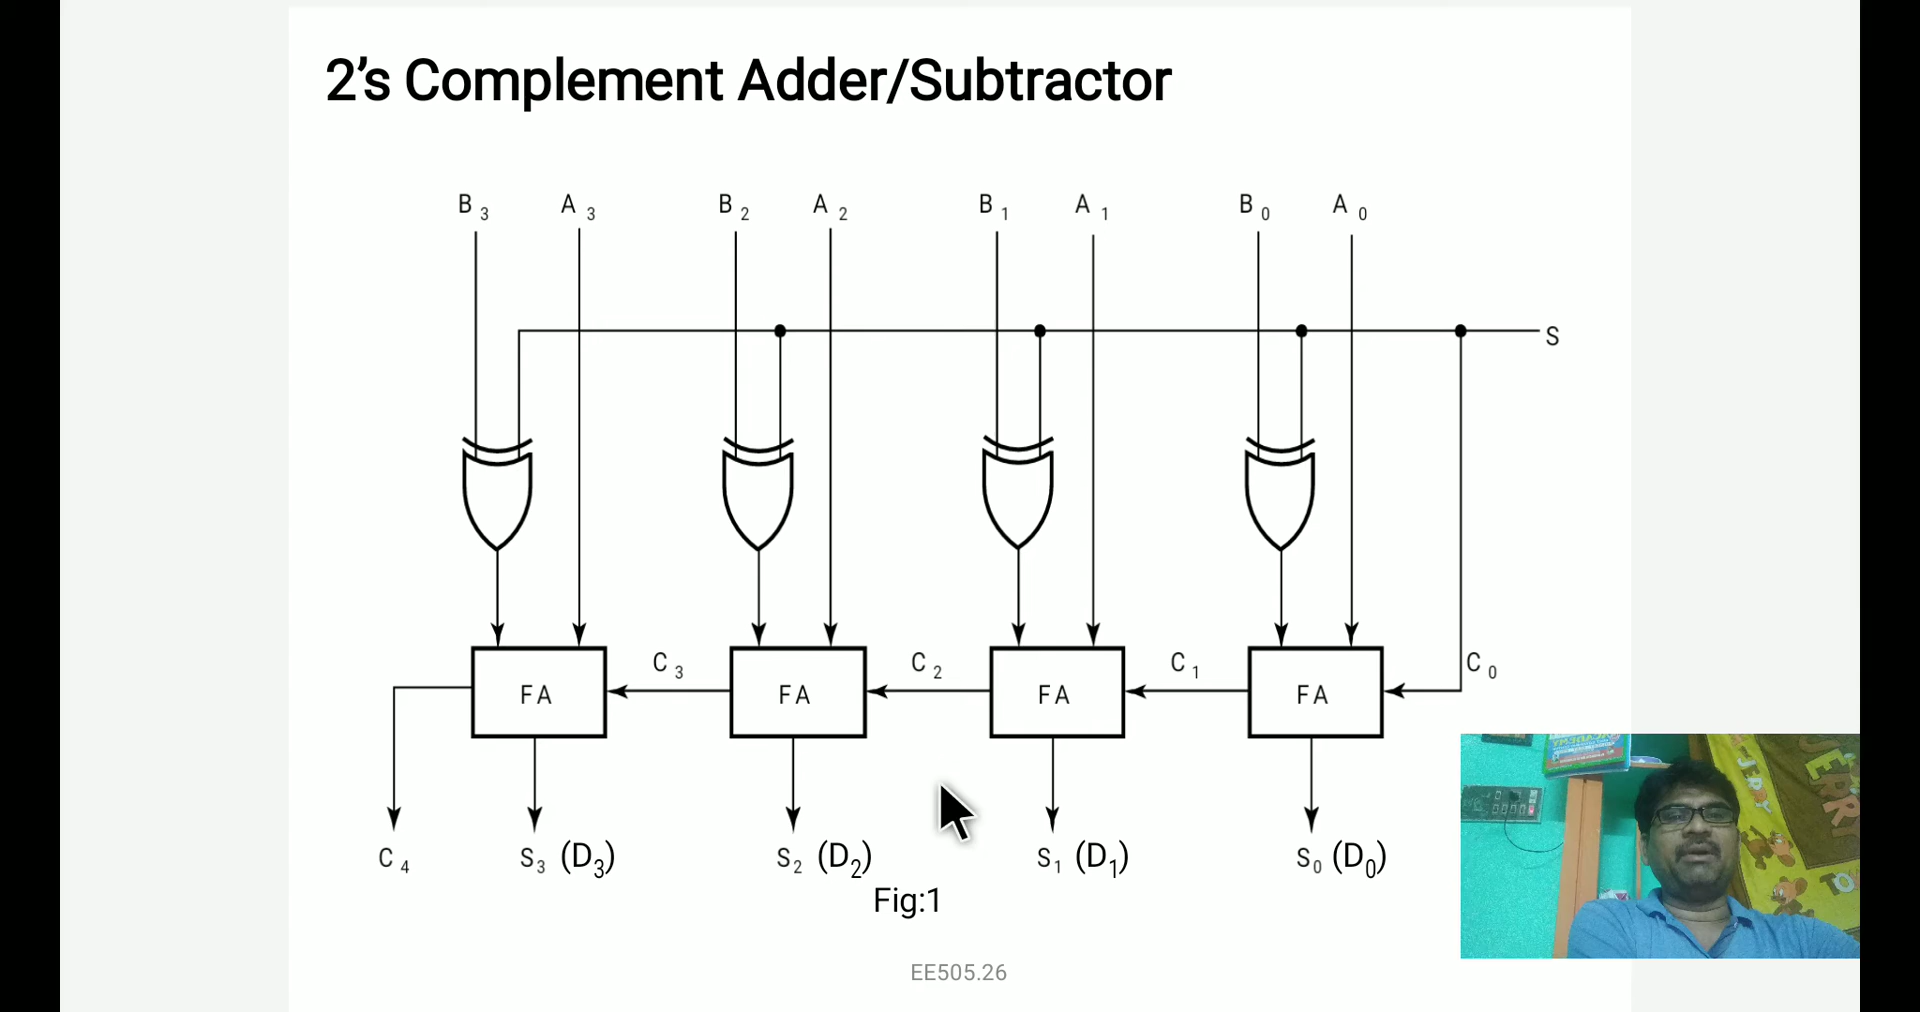 2's Complement Adder/Subtractor
B3 A3 B2 A2 B1 A1 B0 A0
S
C3 C2 C1 C0
FA FA FA FA
C4 S3 (D3) S2 (D2) S1 (D1) S0 (D0)
Fig:1
EE505.26
JERRY